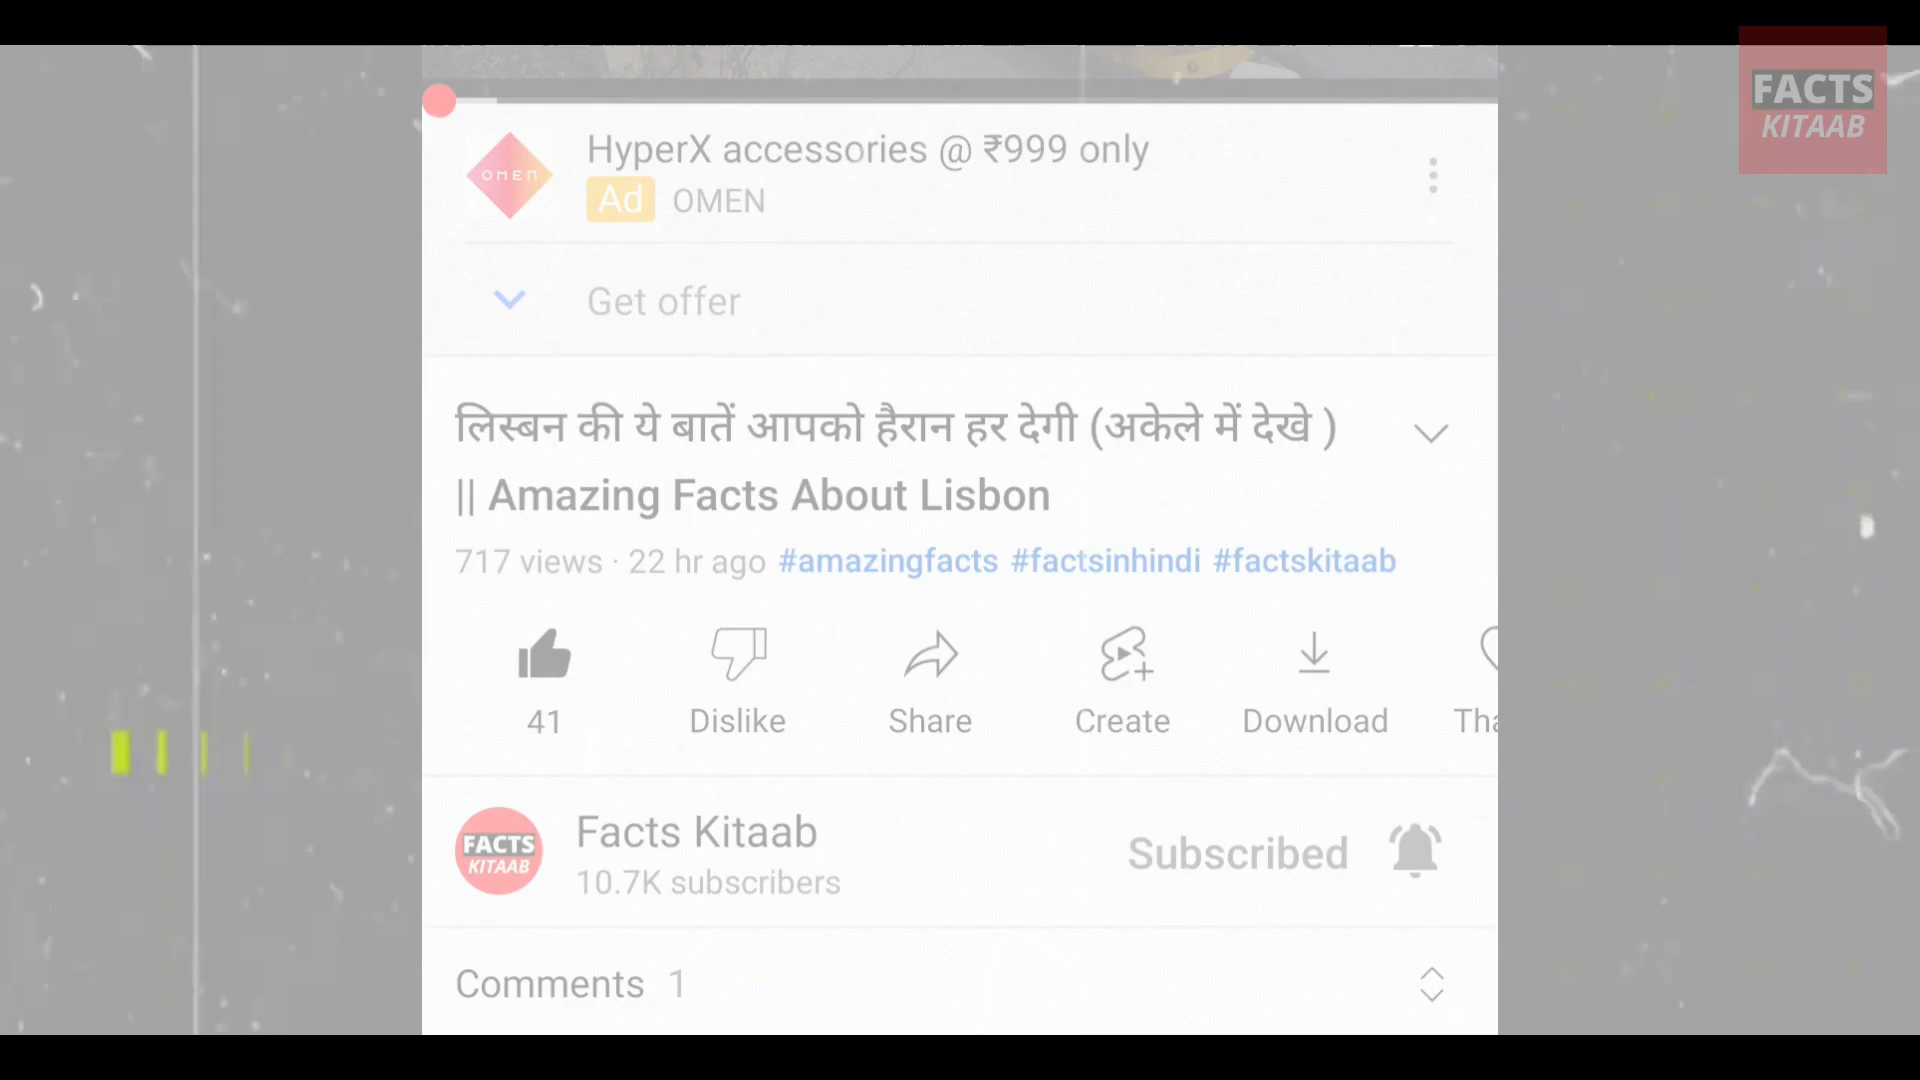 FACTS
KITAAB
HyperX accessories @ ₹999 only
OMEN
Ad OMEN
Get offer
लिस्बन की ये बातें आपको हैरान हर देगी (अकेले में देखे )
|| Amazing Facts About Lisbon
717 views · 22 hr ago #amazingfacts #factsinhindi #factskitaab
41 Dislike Share Create Download Tha
FACTS
KITAAB
Facts Kitaab
10.7K subscribers
Subscribed
Comments 1